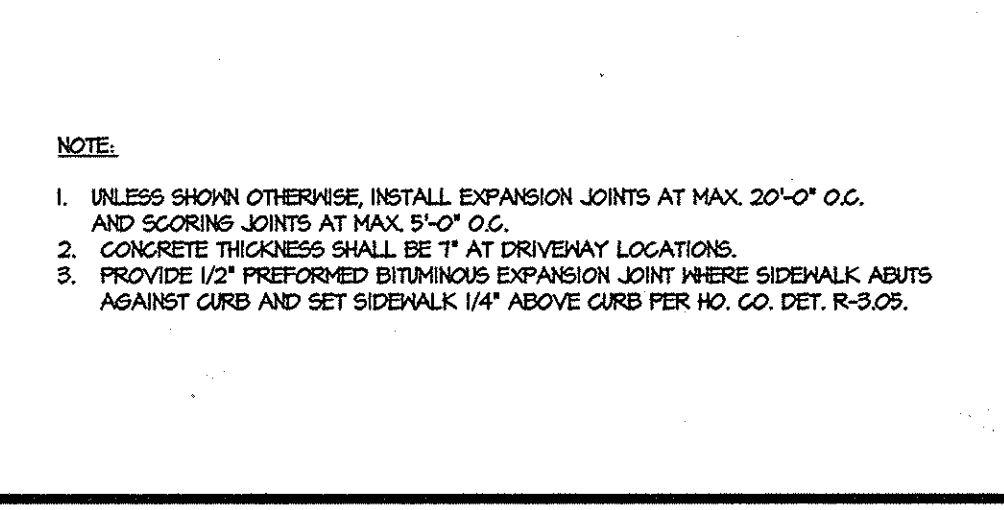 NOTE:
1. UNLESS SHOWN OTHERWISE, INSTALL EXPANSION JOINTS AT MAX. 20'-0" O.C.
AND SCORING JOINTS AT MAX. 5'-0" O.C.
2. CONCRETE THICKNESS SHALL BE 7" AT DRIVEWAY LOCATIONS.
3. PROVIDE 1/2" PREFORMED BITUMINOUS EXPANSION JOINT WHERE SIDEWALK ABUTS
AGAINST CURB AND SET SIDEWALK 1/4" ABOVE CURB PER HO. CO. DET. R-3.05.